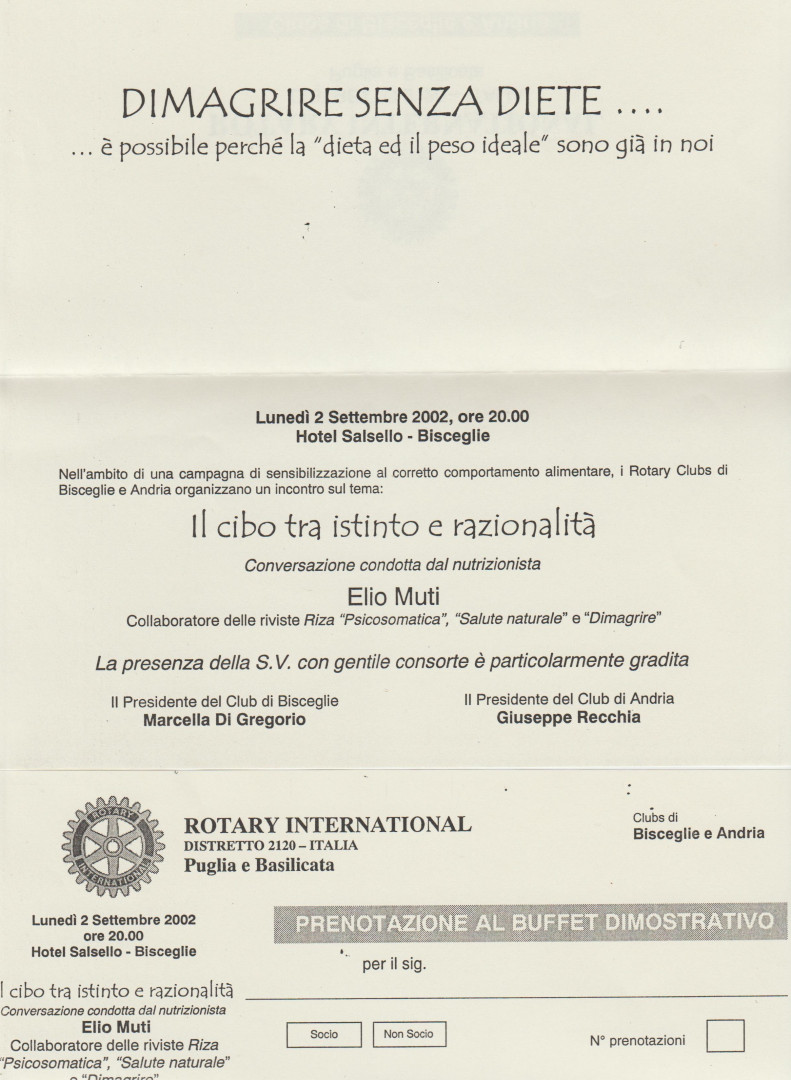 DIMAGRIRE SENZA DIETE ....
... è possibile perché la "dieta ed il peso ideale" sono già in noi
Lunedì 2 Settembre 2002, ore 20.00
Hotel Salsello - Bisceglie
Nell'ambito di una campagna di sensibilizzazione al corretto comportamento alimentare, i Rotary Clubs di
Bisceglie e Andria organizzano un incontro sul tema:
Il cibo tra istinto e razionalità
Conversazione condotta dal nutrizionista
Elio Muti
Collaboratore delle riviste Riza "Psicosomatica", "Salute naturale" e "Dimagrire"
La presenza della S.V. con gentile consorte è particolarmente gradita
Il Presidente del Club di Bisceglie
Marcella Di Gregorio
Il Presidente del Club di Andria
Giuseppe Recchia
ROTARY
INTERNATIONAL
ROTARY INTERNATIONAL
DISTRETTO 2120 – ITALIA
Puglia e Basilicata
Clubs di
Bisceglie e Andria
Lunedì 2 Settembre 2002
ore 20.00
Hotel Salsello - Bisceglie
Il cibo tra istinto e razionalità
Conversazione condotta dal nutrizionista
Elio Muti
Collaboratore delle riviste Riza
"Psicosomatica", "Salute naturale"
e "Dimagrire"
PRENOTAZIONE AL BUFFET DIMOSTRATIVO
per il sig.
Socio
Non Socio
N° prenotazioni